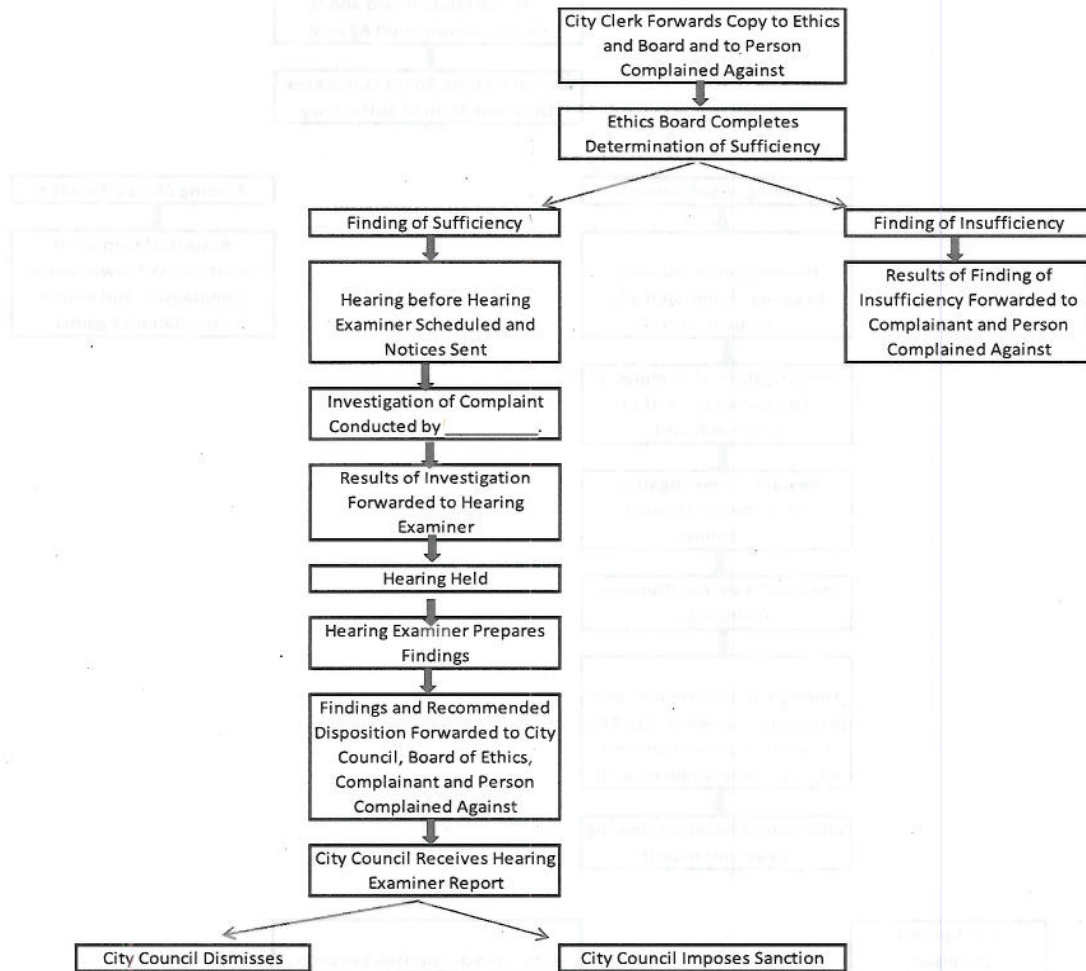 City Clerk Forwards Copy to Ethics
and Board and to Person
Complained Against
Ethics Board Completes
Determination of Sufficiency
Finding of Sufficiency
Finding of Insufficiency
Hearing before Hearing
Examiner Scheduled and
Notices Sent
Results of Finding of
Insufficiency Forwarded to
Complainant and Person
Complained Against
Investigation of Complaint
Conducted by __________.
Results of Investigation
Forwarded to Hearing
Examiner
Hearing Held
Hearing Examiner Prepares
Findings
Findings and Recommended
Disposition Forwarded to City
Council, Board of Ethics,
Complainant and Person
Complained Against
City Council Receives Hearing
Examiner Report
City Council Dismisses
City Council Imposes Sanction